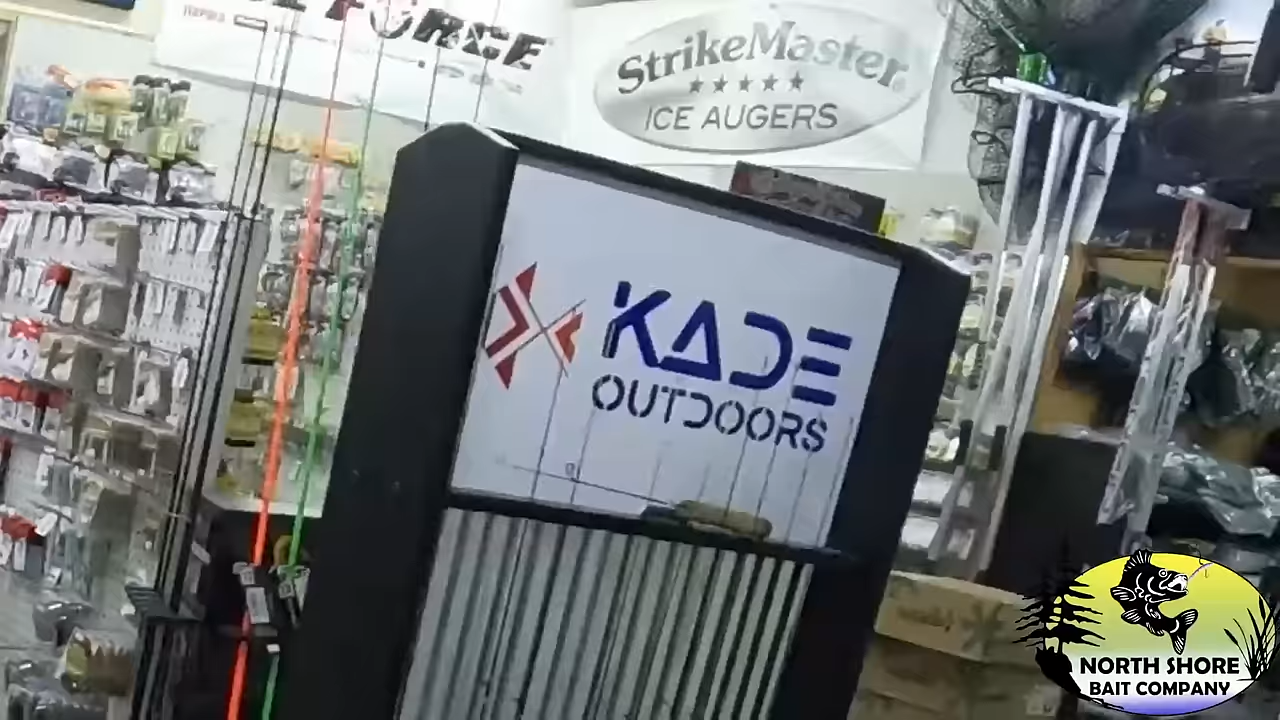 FORCE
StrikeMaster
ICE AUGERS
KADE
OUTDOORS
NORTH SHORE
BAIT COMPANY